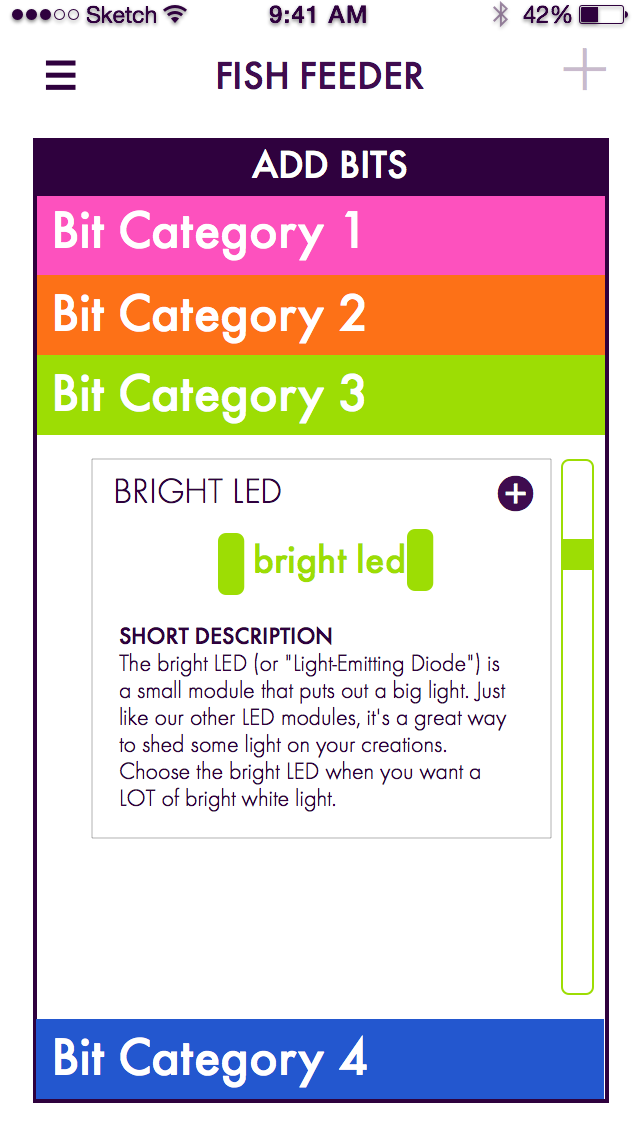 Sketch 9:41 AM 42%
FISH FEEDER
ADD BITS
Bit Category 1
Bit Category 2
Bit Category 3
BRIGHT LED
bright led
SHORT DESCRIPTION
The bright LED (or "Light-Emitting Diode") is
a small module that puts out a big light. Just
like our other LED modules, it's a great way
to shed some light on your creations.
Choose the bright LED when you want a
LOT of bright white light.
Bit Category 4